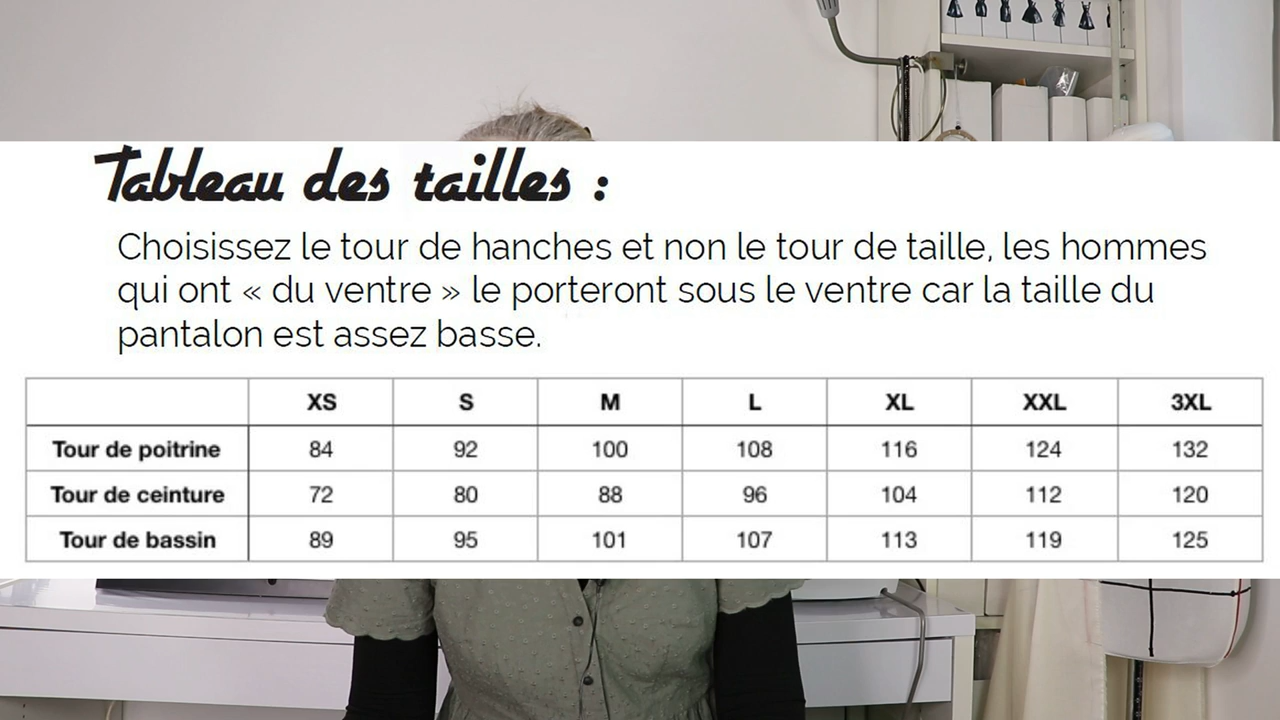 Tableau des tailles :
Choisissez le tour de hanches et non le tour de taille, les hommes
qui ont « du ventre » le porteront sous le ventre car la taille du
pantalon est assez basse.
XS S M L XL XXL 3XL
Tour de poitrine 84 92 100 108 116 124 132
Tour de ceinture 72 80 88 96 104 112 120
Tour de bassin 89 95 101 107 113 119 125